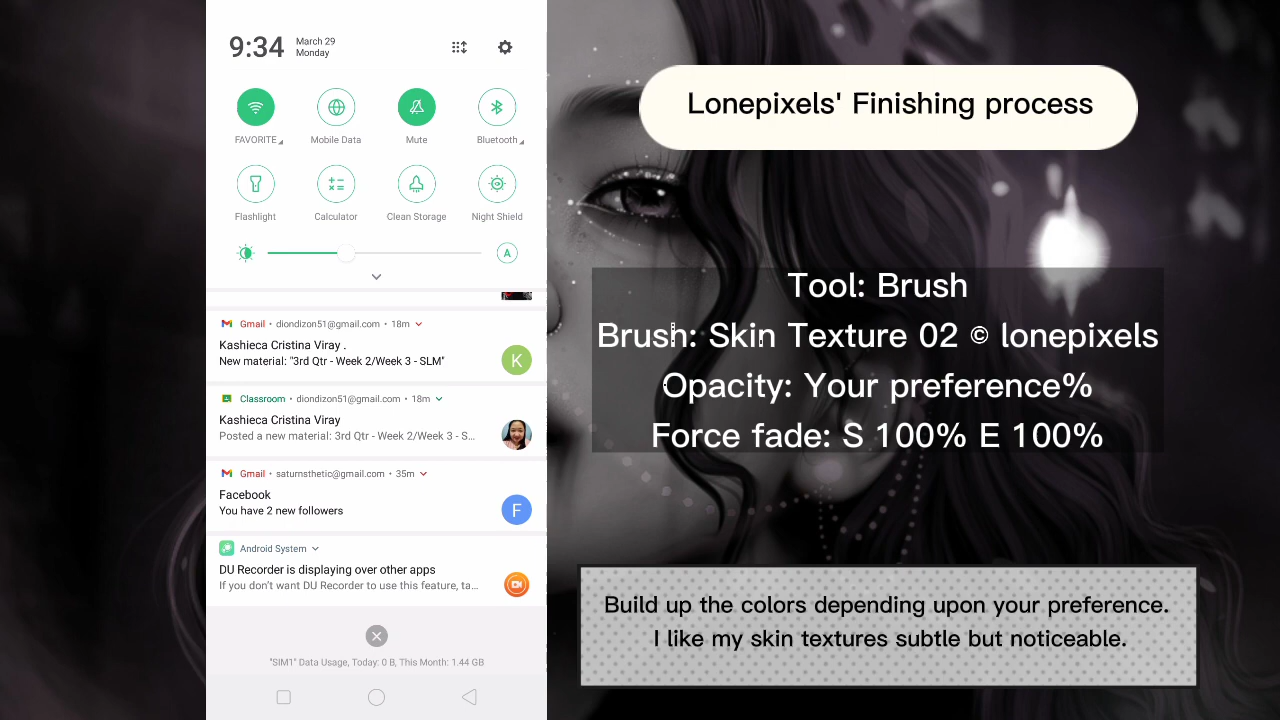 9:34
March 29
Monday
FAVORITE
Mobile Data
Mute
Bluetooth
Flashlight
Calculator
Clean Storage
Night Shield
A
Gmail • diondizon51@gmail.com • 18m
Kashieca Cristina Viray .
New material: "3rd Qtr - Week 2/Week 3 - SLM"
K
Classroom • diondizon51@gmail.com • 18m
Kashieca Cristina Viray
Posted a new material: 3rd Qtr - Week 2/Week 3 - S...
Gmail • saturnsthetic@gmail.com • 35m
Facebook
You have 2 new followers
F
Android System
DU Recorder is displaying over other apps
If you don't want DU Recorder to use this feature, ta...
"SIM1" Data Usage, Today: 0 B, This Month: 1.44 GB
Lonepixels' Finishing process
Tool: Brush
Brush: Skin Texture 02 © lonepixels
Opacity: Your preference%
Force fade: S 100% E 100%
Build up the colors depending upon your preference.
I like my skin textures subtle but noticeable.